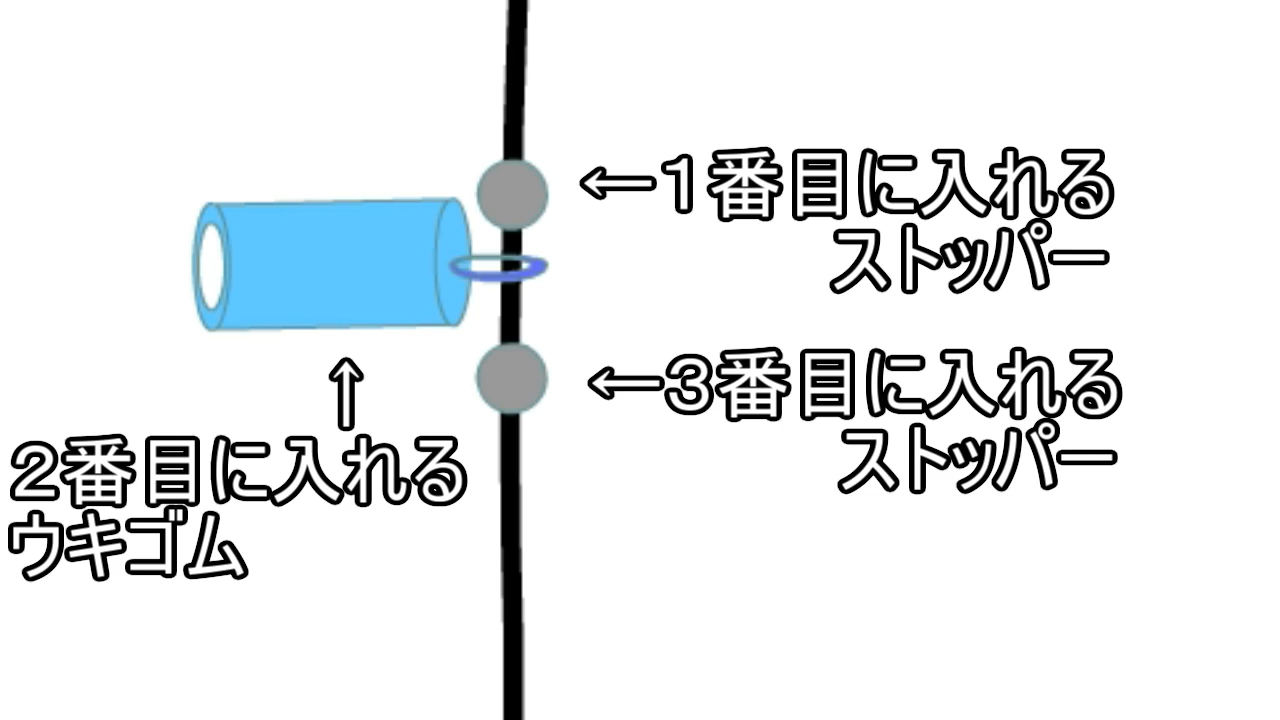 ←1番目に入れる
ストッパー
←3番目に入れる
ストッパー
↑
2番目に入れる
ウキゴム